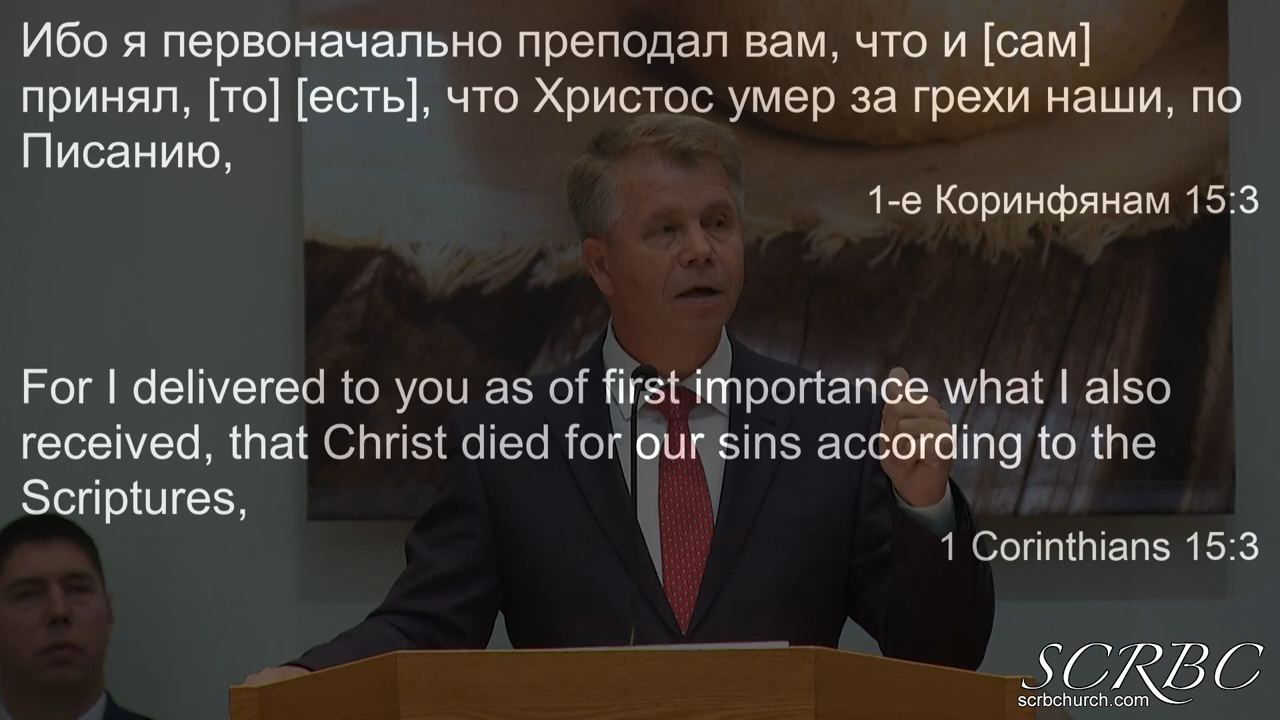 Ибо я первоначально преподал вам, что и [сам]
принял, [то] [есть], что Христос умер за грехи наши, по
Писанию,
1-е Коринфянам 15:3
For I delivered to you as of first importance what I also
received, that Christ died for our sins according to the
Scriptures,
1 Corinthians 15:3
SCRBC
scrbchurch.com